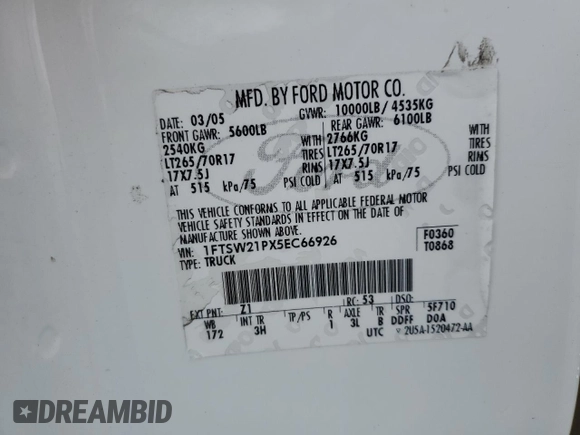 MFD. BY FORD MOTOR CO.
DATE: 03/05 GVWR: 10000LB/ 4535KG
FRONT GAWR: 5600LB REAR GAWR: 6100LB
2540KG WITH 2766KG WITH
LT265/70R17 TIRES LT265/70R17 TIRES
17X7.5J RIMS 17X7.5J RIMS
AT 515 kPa/75 PSI COLD AT 515 kPa/75 PSI COLD
THIS VEHICLE CONFORMS TO ALL APPLICABLE FEDERAL MOTOR
VEHICLE SAFETY STANDARDS IN EFFECT ON THE DATE OF
MANUFACTURE SHOWN ABOVE.
VIN: 1FTSW21PX5EC66926 F0360
TYPE: TRUCK T0868
EXT PNT: Z1 RC: 53 DSO:
WB INT TR TP/PS R AXLE TR SPR 5F710
172 3H 1 3L B DDFF DOA
UTC V 2U5A-1520472-AA
Ford
DREAMBID